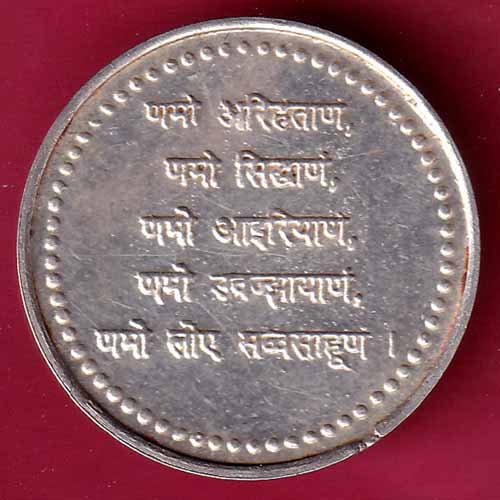 णमो अरिहंताणं,
णमो सिद्धाणं,
णमो आइरियाणं,
णमो उवज्झायाणं,
णमो लोए सव्वसाहूणं ।